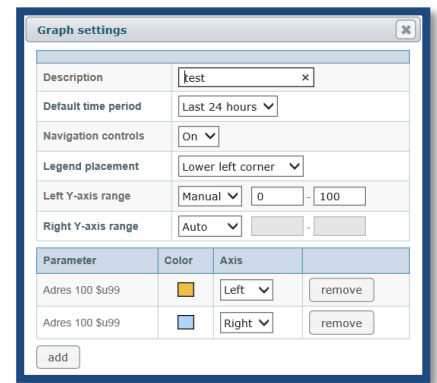 Graph settings ×
Description test ×
Default time period Last 24 hours
Navigation controls On
Legend placement Lower left corner
Left Y-axis range Manual 0 - 100
Right Y-axis range Auto -
Parameter Color Axis
Adres 100 $u99 Left remove
Adres 100 $u99 Right remove
add